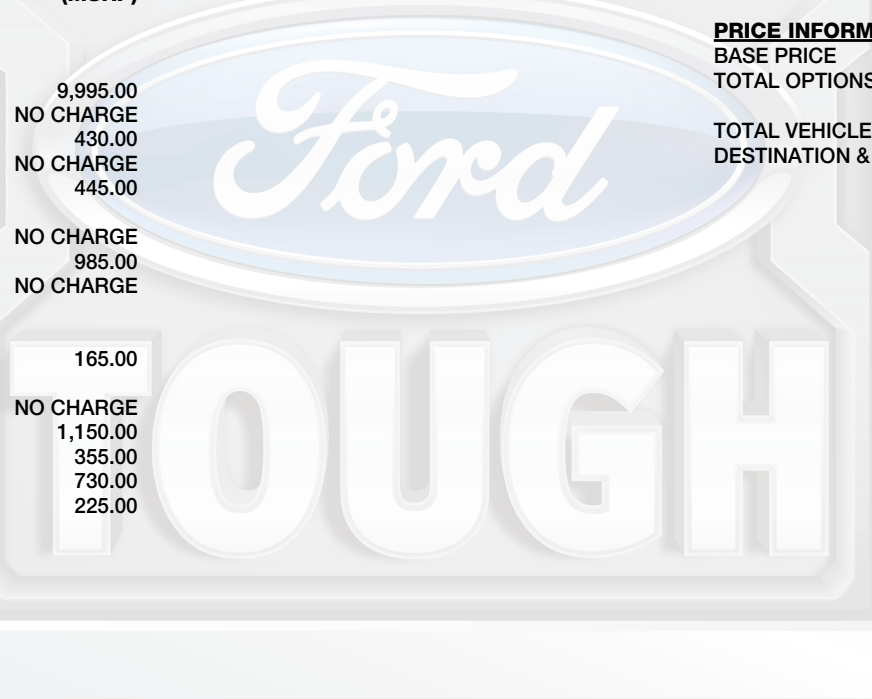 (MSRP)
9,995.00
NO CHARGE
430.00
NO CHARGE
445.00
NO CHARGE
985.00
NO CHARGE
165.00
NO CHARGE
1,150.00
355.00
730.00
225.00
PRICE INFORM
BASE PRICE
TOTAL OPTIONS
TOTAL VEHICLE
DESTINATION &
Ford
TOUGH